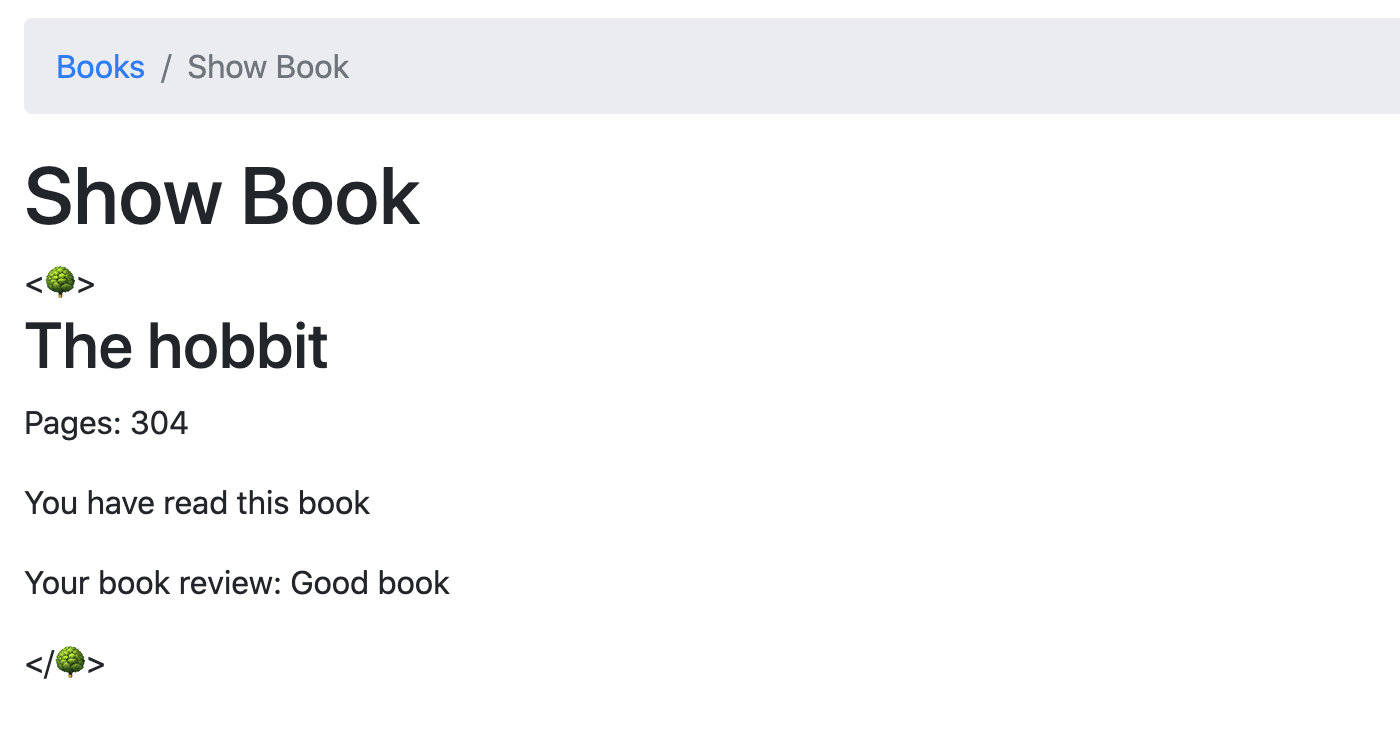 Books / Show Book
Show Book
<🌳>
The hobbit
Pages: 304
You have read this book
Your book review: Good book
</🌳>